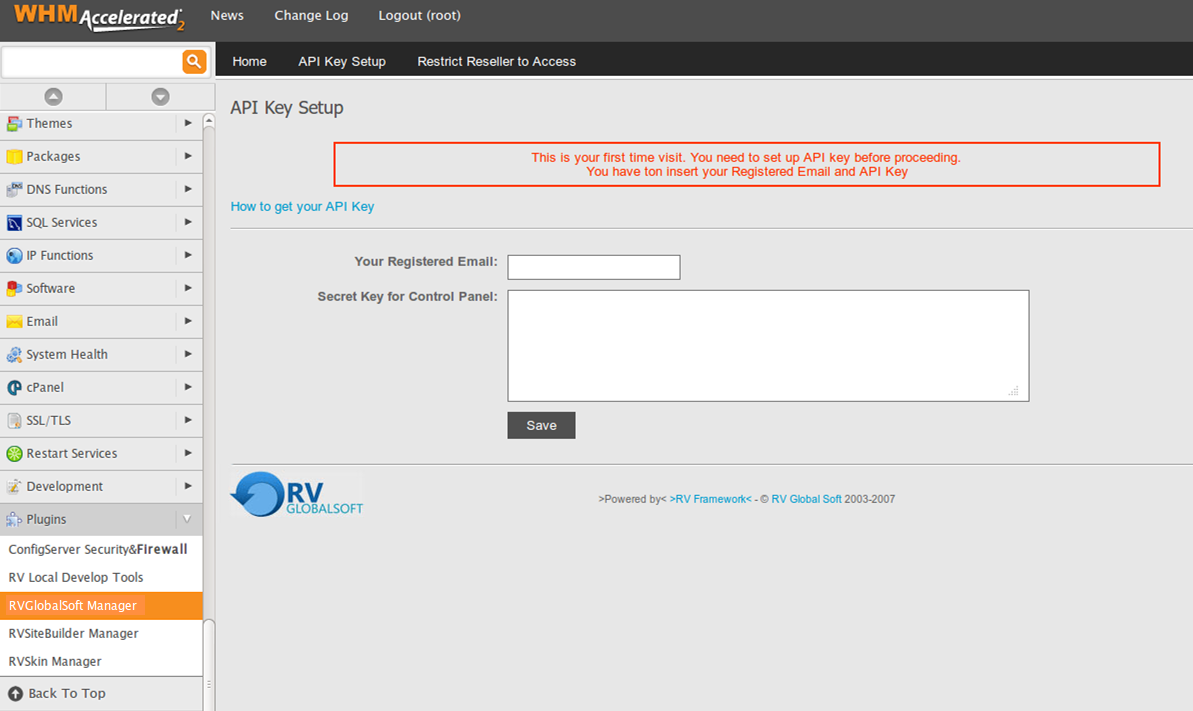 WHM Accelerated 2
News
Change Log
Logout (root)
Home
API Key Setup
Restrict Reseller to Access
Themes
Packages
DNS Functions
SQL Services
IP Functions
Software
Email
System Health
cPanel
SSL/TLS
Restart Services
Development
Plugins
ConfigServer Security&Firewall
RV Local Develop Tools
RVGlobalSoft Manager
RVSiteBuilder Manager
RVSkin Manager
Back To Top
API Key Setup
This is your first time visit. You need to set up API key before proceeding.
You have ton insert your Registered Email and API Key
How to get your API Key
Your Registered Email:
Secret Key for Control Panel:
Save
RV
GLOBALSOFT
>Powered by< >RV Framework< - © RV Global Soft 2003-2007